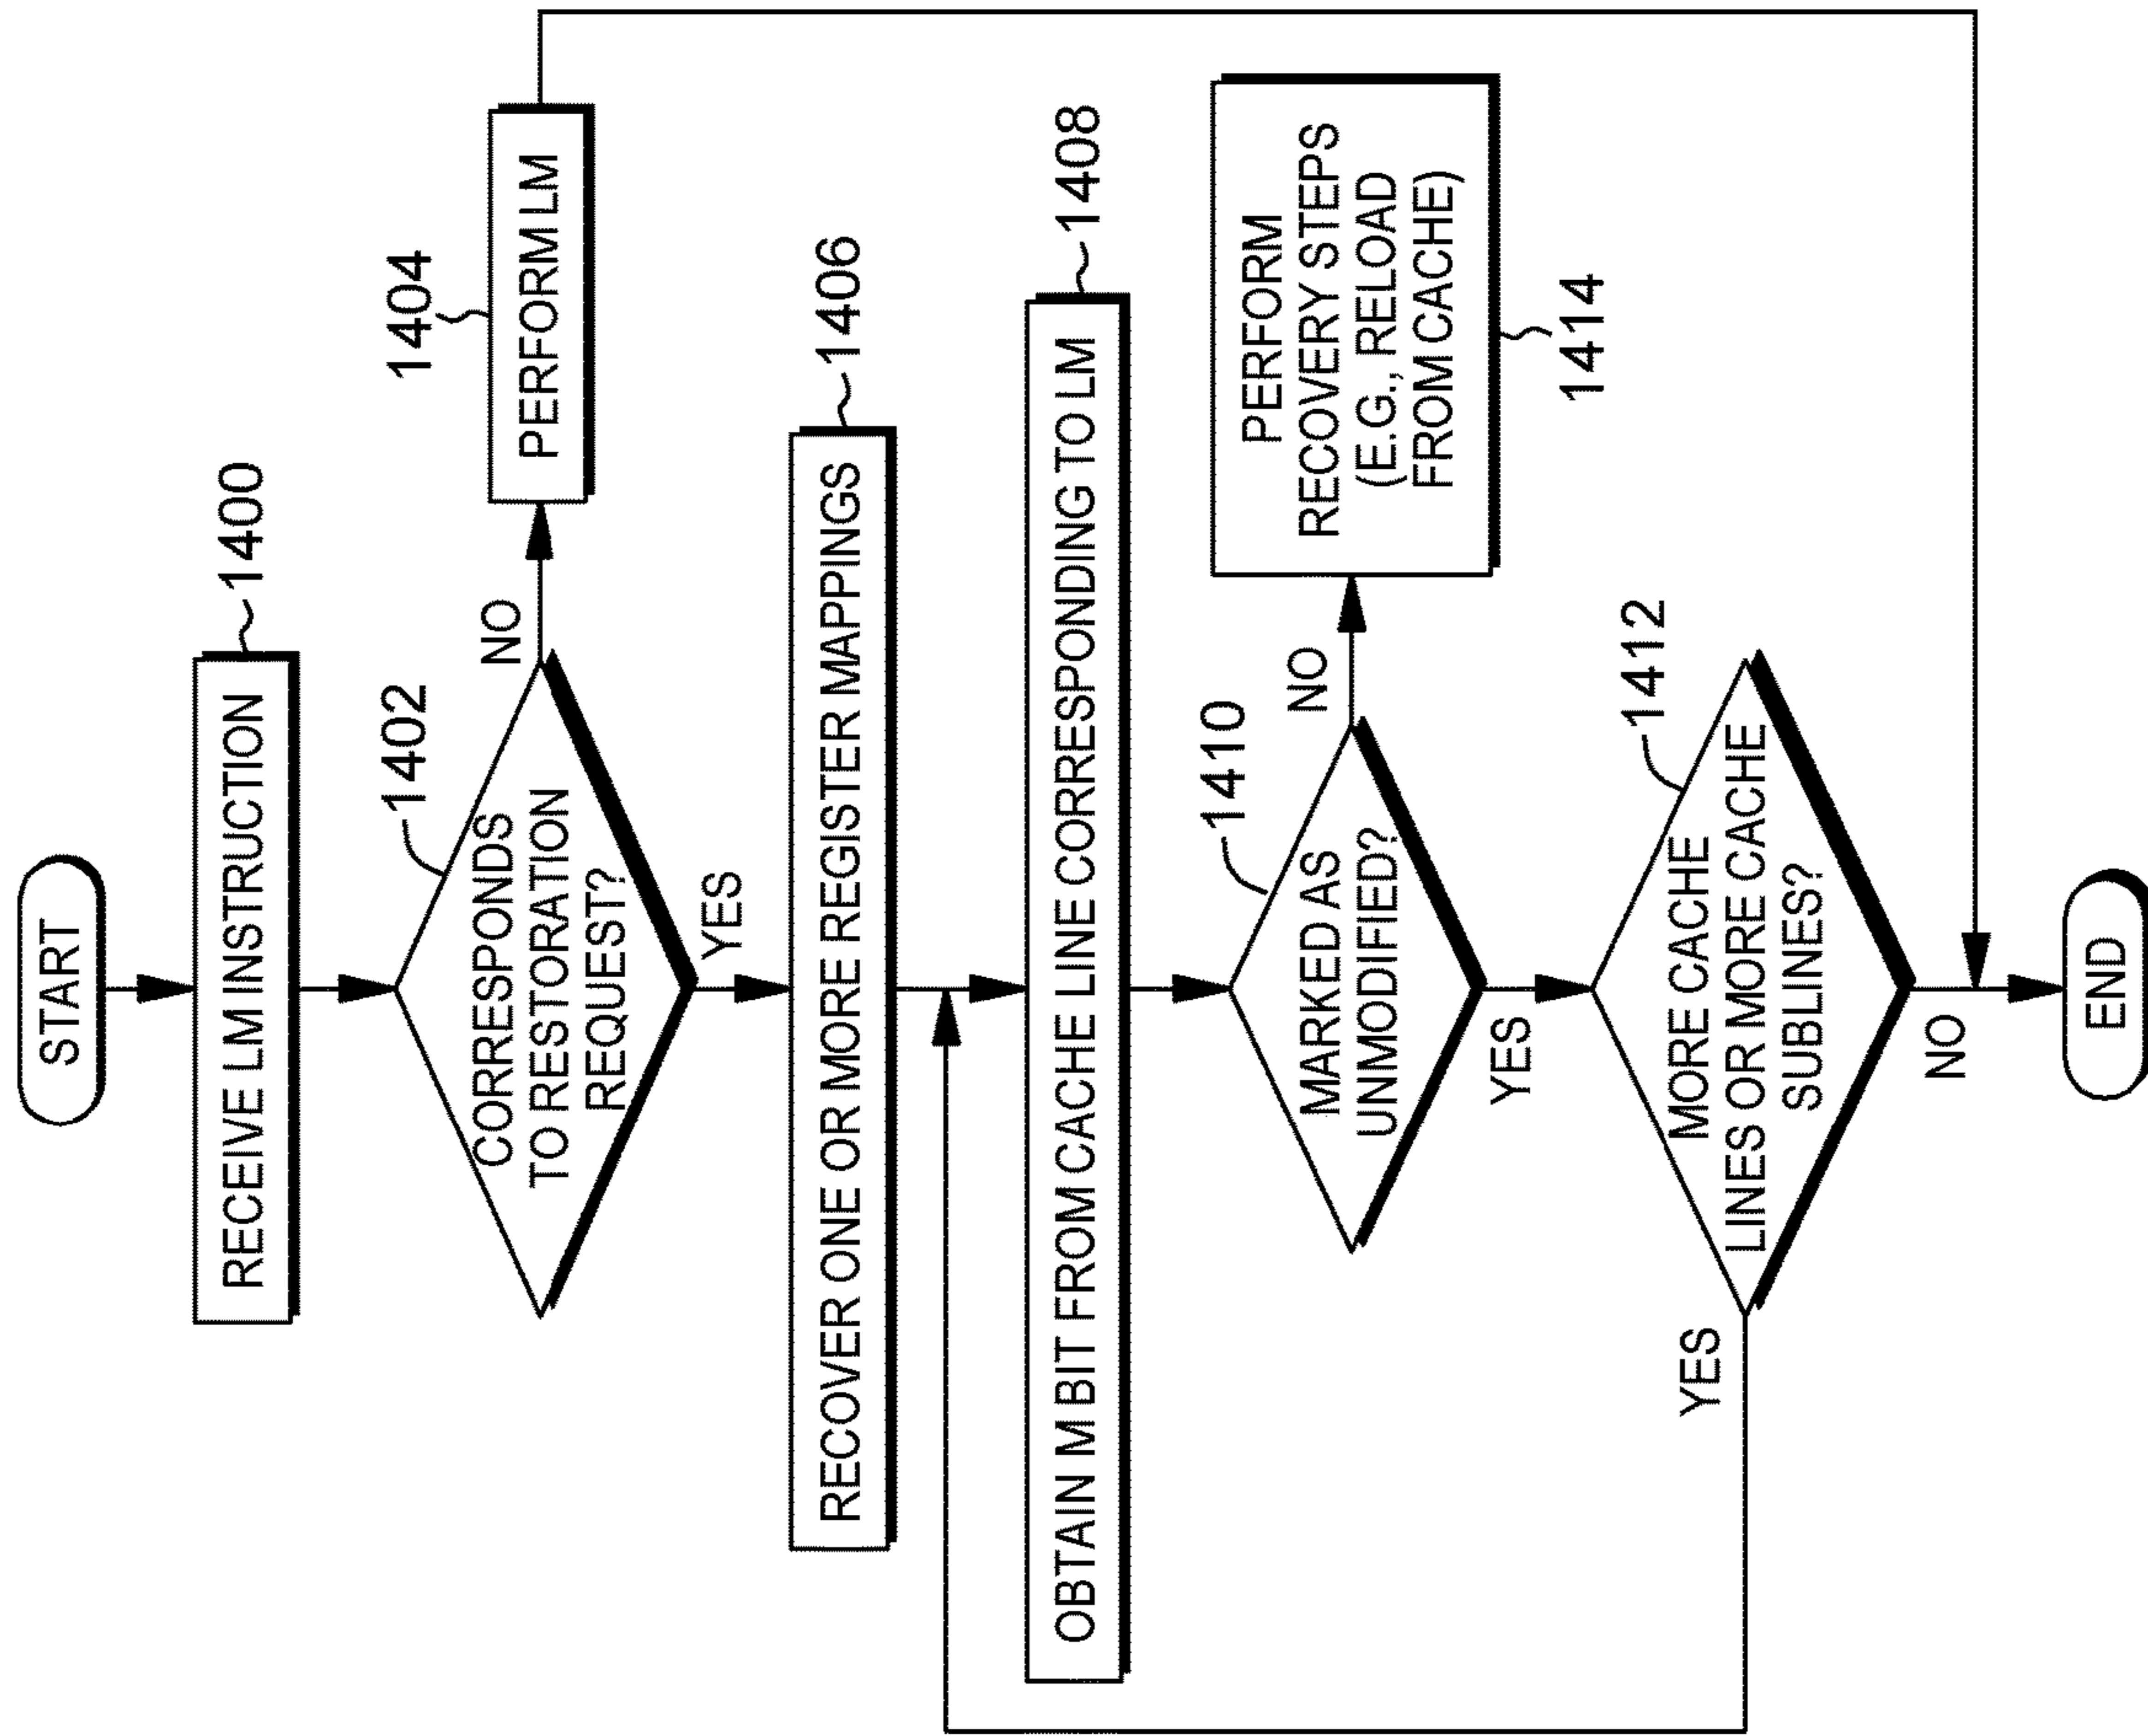 START
RECEIVE LM INSTRUCTION
1400
CORRESPONDS
TO RESTORATION
REQUEST?
1402
NO
PERFORM LM
1404
YES
RECOVER ONE OR MORE REGISTER MAPPINGS
1406
OBTAIN M BIT FROM CACHE LINE CORRESPONDING TO LM
1408
MARKED AS
UNMODIFIED?
1410
NO
PERFORM
RECOVERY STEPS
(E.G., RELOAD
FROM CACHE)
1414
YES
MORE CACHE
LINES OR MORE CACHE
SUBLINES?
1412
YES
NO
END